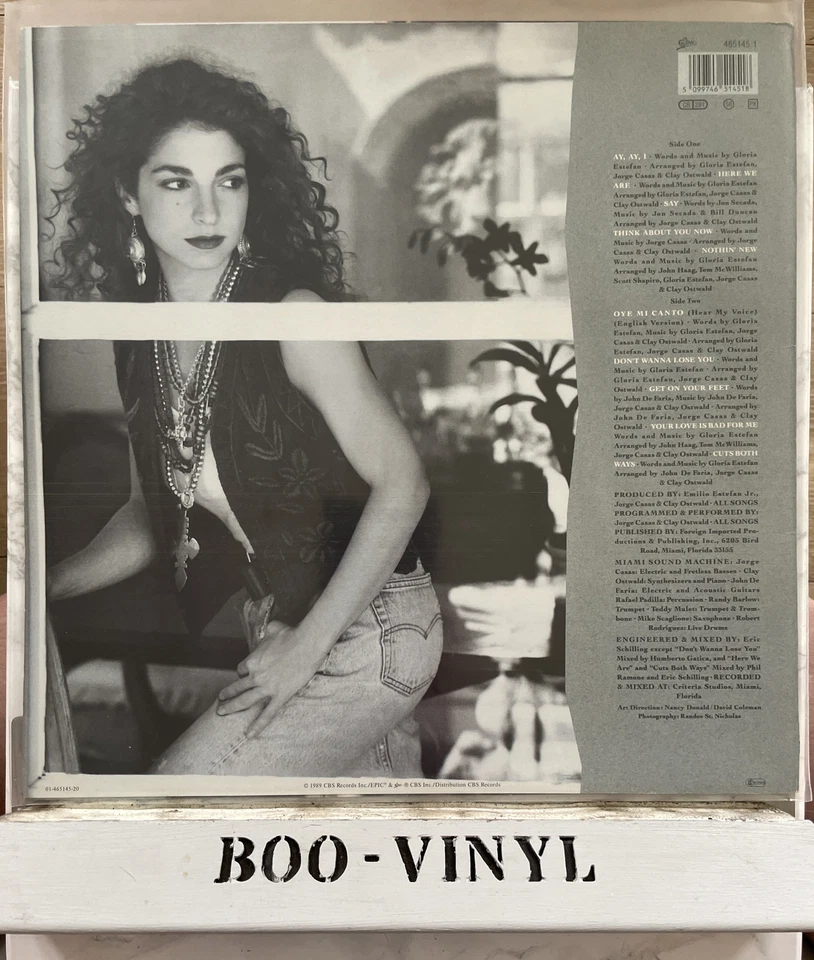 Epic 465145 1
5 099746 514518
Side One
AY, AY, I · Words and Music by Gloria
Estefan · Arranged by Gloria Estefan,
Jorge Casas & Clay Ostwald · HERE WE
ARE · Words and Music by Gloria Estefan
Arranged by Gloria Estefan, Jorge Casas &
Clay Ostwald · SAY · Words by Jon Secada,
Music by Jon Secada & Bill Duncan
Arranged by Jorge Casas & Clay Ostwald
THINK ABOUT YOU NOW · Words and
Music by Jorge Casas · Arranged by Jorge
Casas & Clay Ostwald · NOTHIN' NEW
Words and Music by Gloria Estefan
Arranged by John Haag, Tom McWilliams,
Scott Shapiro, Gloria Estefan, Jorge Casas
& Clay Ostwald
Side Two
OYE MI CANTO (Hear My Voice)
(English Version) · Words by Gloria
Estefan, Music by Gloria Estefan, Jorge
Casas & Clay Ostwald · Arranged by Gloria
Estefan, Jorge Casas & Clay Ostwald
DON'T WANNA LOSE YOU · Words and
Music by Gloria Estefan · Arranged by
Gloria Estefan, Jorge Casas & Clay
Ostwald · GET ON YOUR FEET · Words
by John De Faria, Music by John De Faria,
Jorge Casas & Clay Ostwald · Arranged by
John De Faria, Jorge Casas & Clay
Ostwald · YOUR LOVE IS BAD FOR ME
Words and Music by Gloria Estefan
Arranged by John Haag, Tom McWilliams,
Jorge Casas & Clay Ostwald · CUTS BOTH
WAYS · Words and Music by Gloria Estefan
Arranged by John De Faria, Jorge Casas
& Clay Ostwald
PRODUCED BY: Emilio Estefan Jr.,
Jorge Casas & Clay Ostwald · ALL SONGS
PROGRAMMED & PERFORMED BY:
Jorge Casas & Clay Ostwald · ALL SONGS
PUBLISHED BY: Foreign Imported Pro-
ductions & Publishing, Inc., 6205 Bird
Road, Miami, Florida 33155
MIAMI SOUND MACHINE: Jorge
Casas: Electric and Fretless Basses · Clay
Ostwald: Synthesizers and Piano · John De
Faria: Electric and Acoustic Guitars
Rafael Padilla: Percussion · Randy Barlow:
Trumpet · Teddy Mulet: Trumpet & Trom-
bone · Mike Scaglione: Saxophone · Robert
Rodriguez: Live Drums
ENGINEERED & MIXED BY: Eric
Schilling except "Don't Wanna Lose You"
Mixed by Humberto Gatica, and "Here We
Are" and "Cuts Both Ways" Mixed by Phil
Ramone and Eric Schilling · RECORDED
& MIXED AT: Criteria Studios, Miami,
Florida
Art Direction: Nancy Donald/David Coleman
Photography: Randee St. Nicholas
01-465145-20
© 1989 CBS Records Inc./EPIC & ℗ CBS Inc./Distribution CBS Records
BOO-VINYL